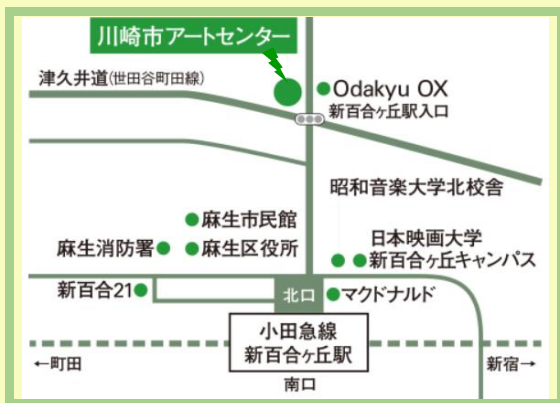 川崎市アートセンター
津久井道(世田谷町田線)
Odakyu OX
新百合ヶ丘駅入口
昭和音楽大学北校舎
麻生市民館
麻生消防署
麻生区役所
日本映画大学
新百合ヶ丘キャンパス
新百合21
北口
マクドナルド
小田急線
新百合ヶ丘駅
←町田
新宿→
南口